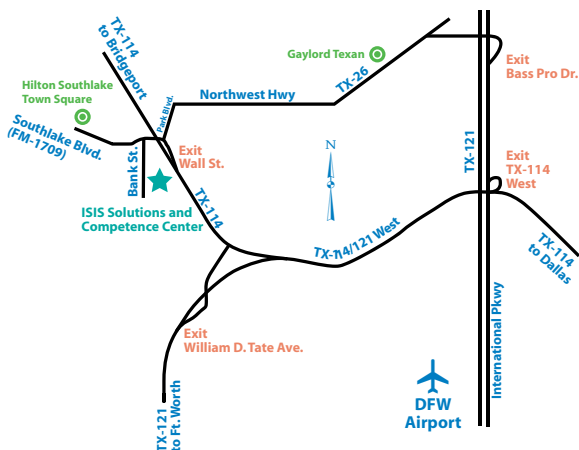 TX-114
to Bridgeport
Gaylord Texan
TX-26
Exit
Bass Pro Dr.
Hilton Southlake
Town Square
Northwest Hwy
Park Blvd.
Southlake Blvd.
(FM-1709)
Bank St.
Exit
Wall St.
N
TX-121
Exit
TX-114
West
ISIS Solutions and
Competence Center
TX-114
TX-114/121 West
TX-114
to Dallas
Exit
William D. Tate Ave.
International Pkwy
DFW
Airport
TX-121
to Ft. Worth